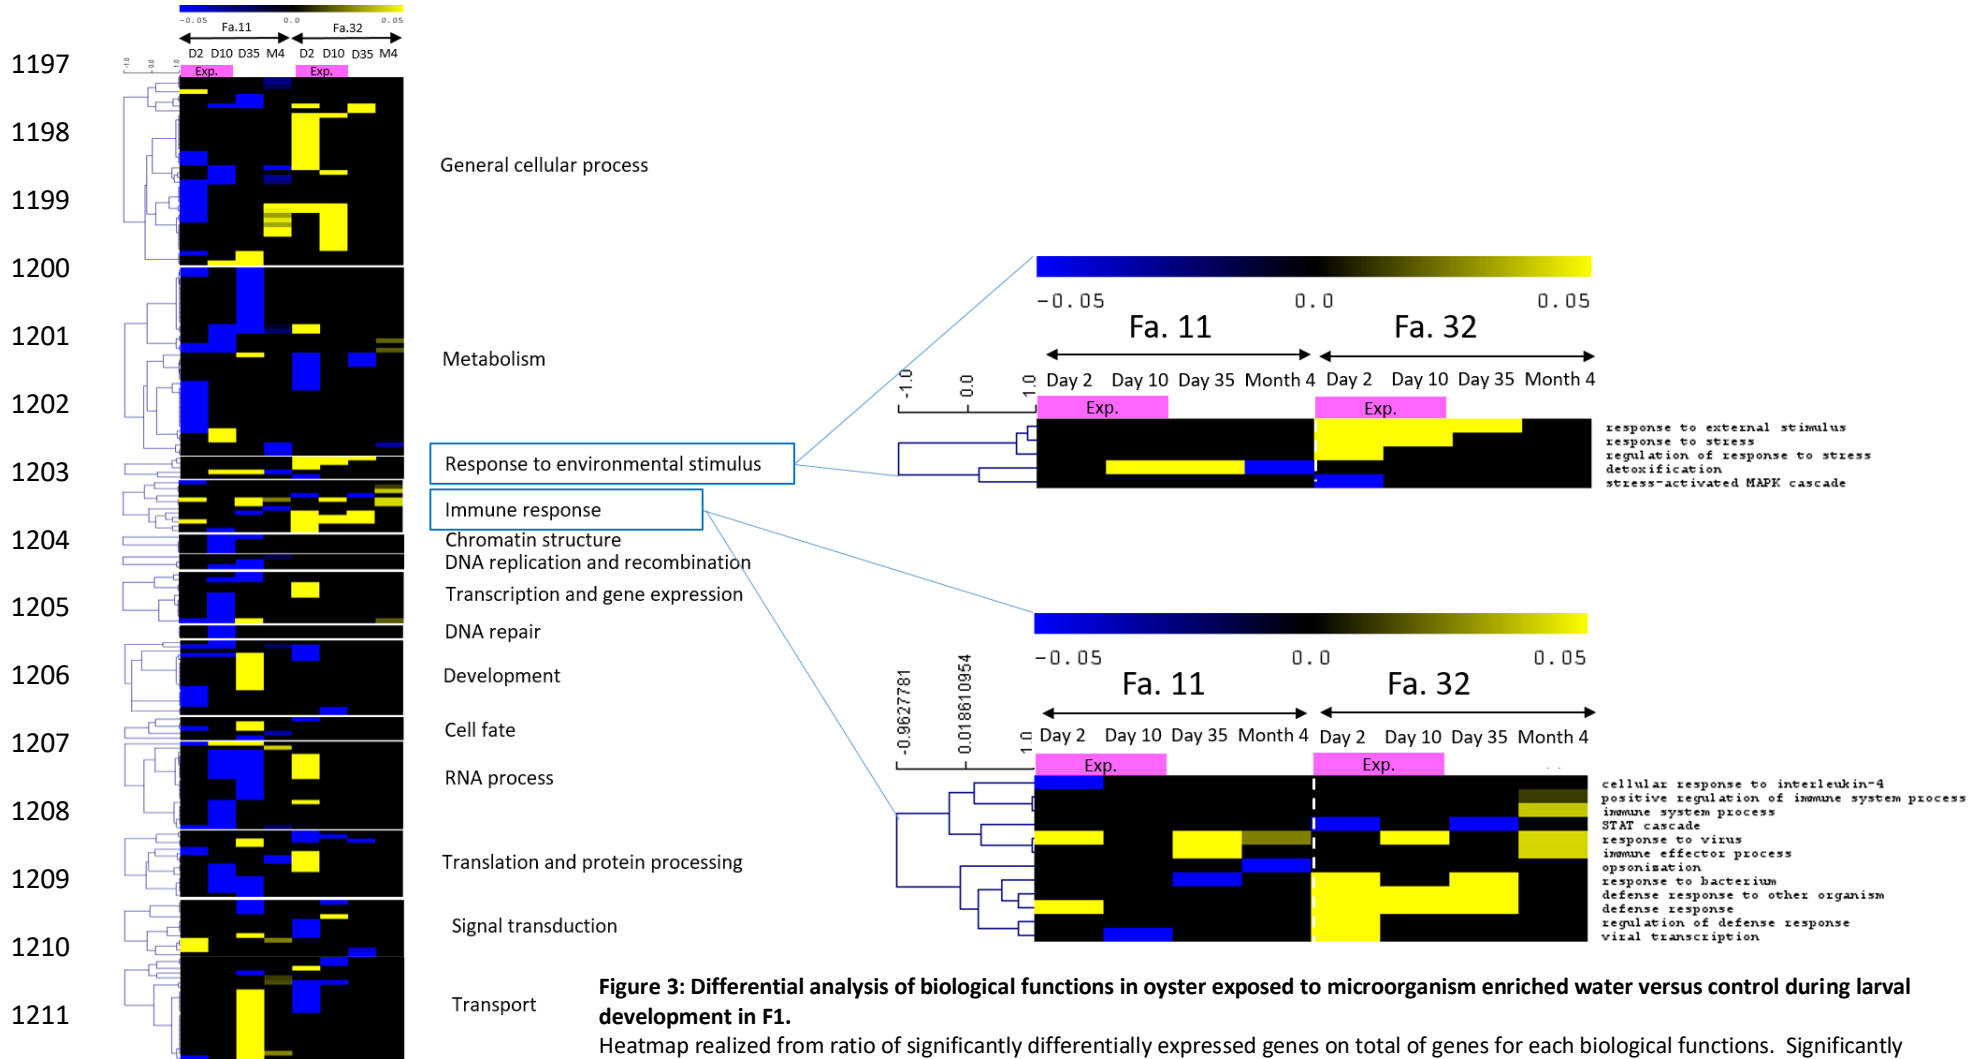 -0.05 0.0 0.05
Fa.11 Fa.32
D2 D10 D35 M4 D2 D10 D35 M4
-1.0 0.0 1.0
Exp. Exp.
1197
1198
General cellular process
1199
1200
1201
Metabolism
1202
1203
Response to environmental stimulus
Immune response
1204
Chromatin structure
DNA replication and recombination
Transcription and gene expression
1205
DNA repair
1206
Development
Cell fate
1207
RNA process
1208
Translation and protein processing
1209
Signal transduction
1210
Transport
1211
-0.05 0.0 0.05
Fa. 11 Fa. 32
-1.0 0.0 1.0
Day 2 Day 10 Day 35 Month 4 Day 2 Day 10 Day 35 Month 4
Exp. Exp.
response to external stimulus
response to stress
regulation of response to stress
detoxification
stress-activated MAPK cascade
-0.05 0.0 0.05
Fa. 11 Fa. 32
-0.9627781 0.018610954 1.0
Day 2 Day 10 Day 35 Month 4 Day 2 Day 10 Day 35 Month 4
Exp. Exp.
cellular response to interleukin-4
positive regulation of immune system process
immune system process
STAT cascade
response to virus
immune effector process
opsonisation
response to bacterium
defense response to other organism
defense response
regulation of defense response
viral transcription
Figure 3: Differential analysis of biological functions in oyster exposed to microorganism enriched water versus control during larval
development in F1.
Heatmap realized from ratio of significantly differentially expressed genes on total of genes for each biological functions. Significantly